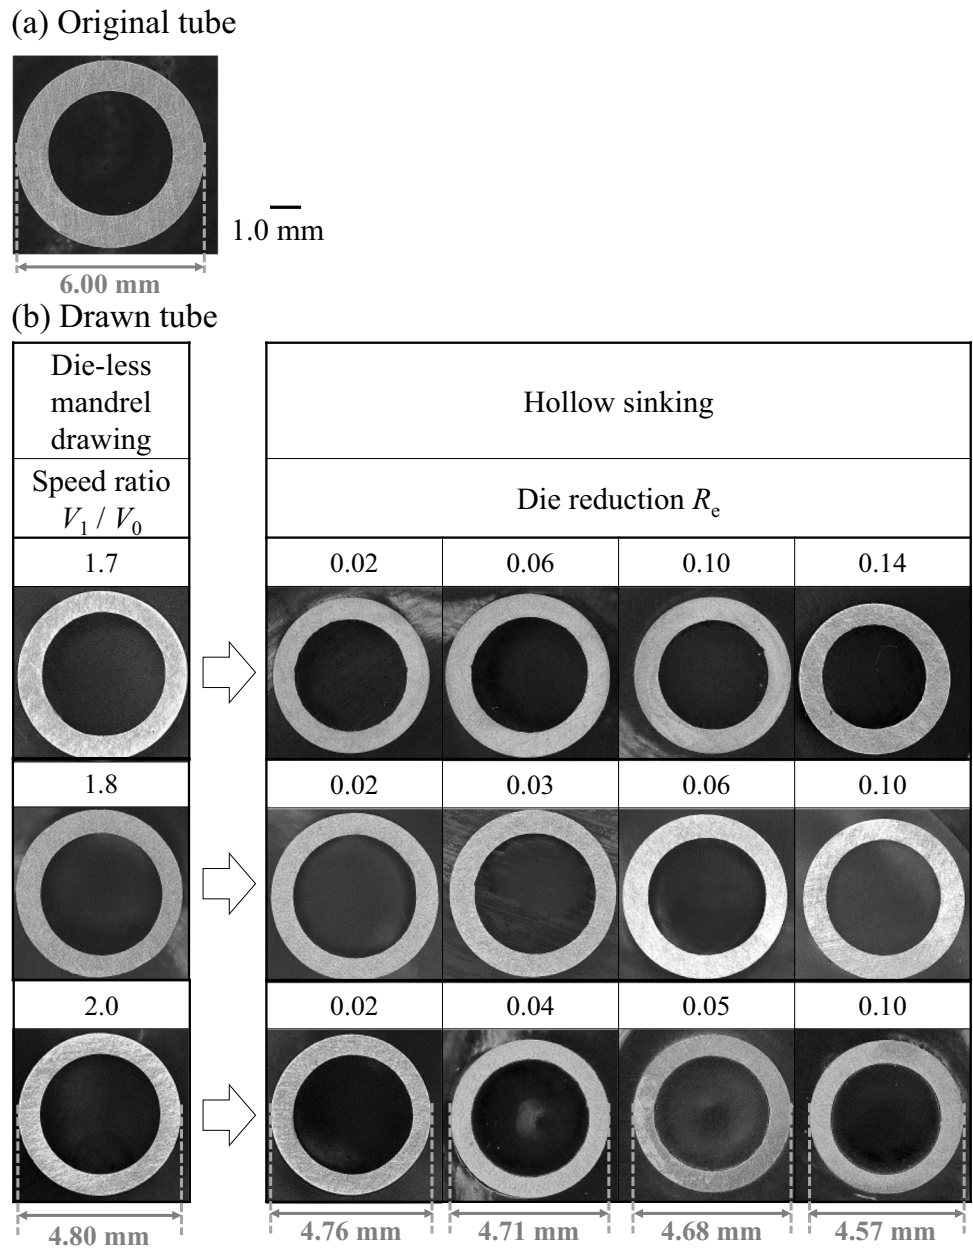 (a) Original tube
1.0 mm
6.00 mm
(b) Drawn tube
Die-less
mandrel
drawing
Hollow sinking
Speed ratio
V1 / V0
Die reduction Re
1.7
0.02
0.06
0.10
0.14
1.8
0.02
0.03
0.06
0.10
2.0
0.02
0.04
0.05
0.10
4.80 mm
4.76 mm
4.71 mm
4.68 mm
4.57 mm